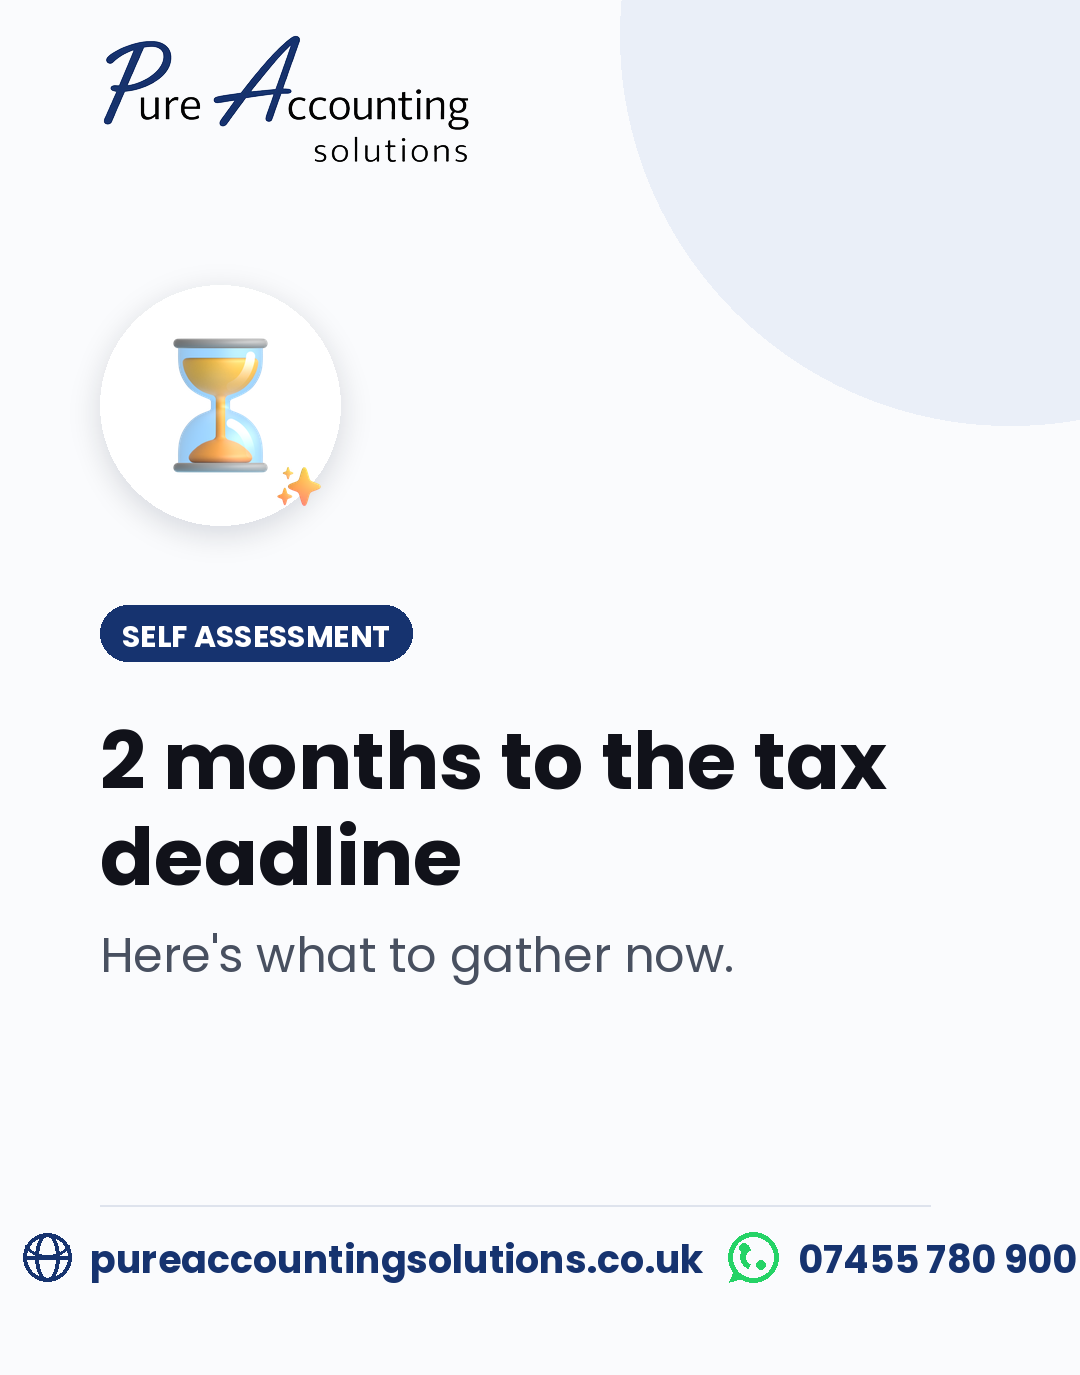 Pure Accounting
solutions
SELF ASSESSMENT
2 months to the tax
deadline
Here's what to gather now.
pureaccountingsolutions.co.uk 07455 780 900